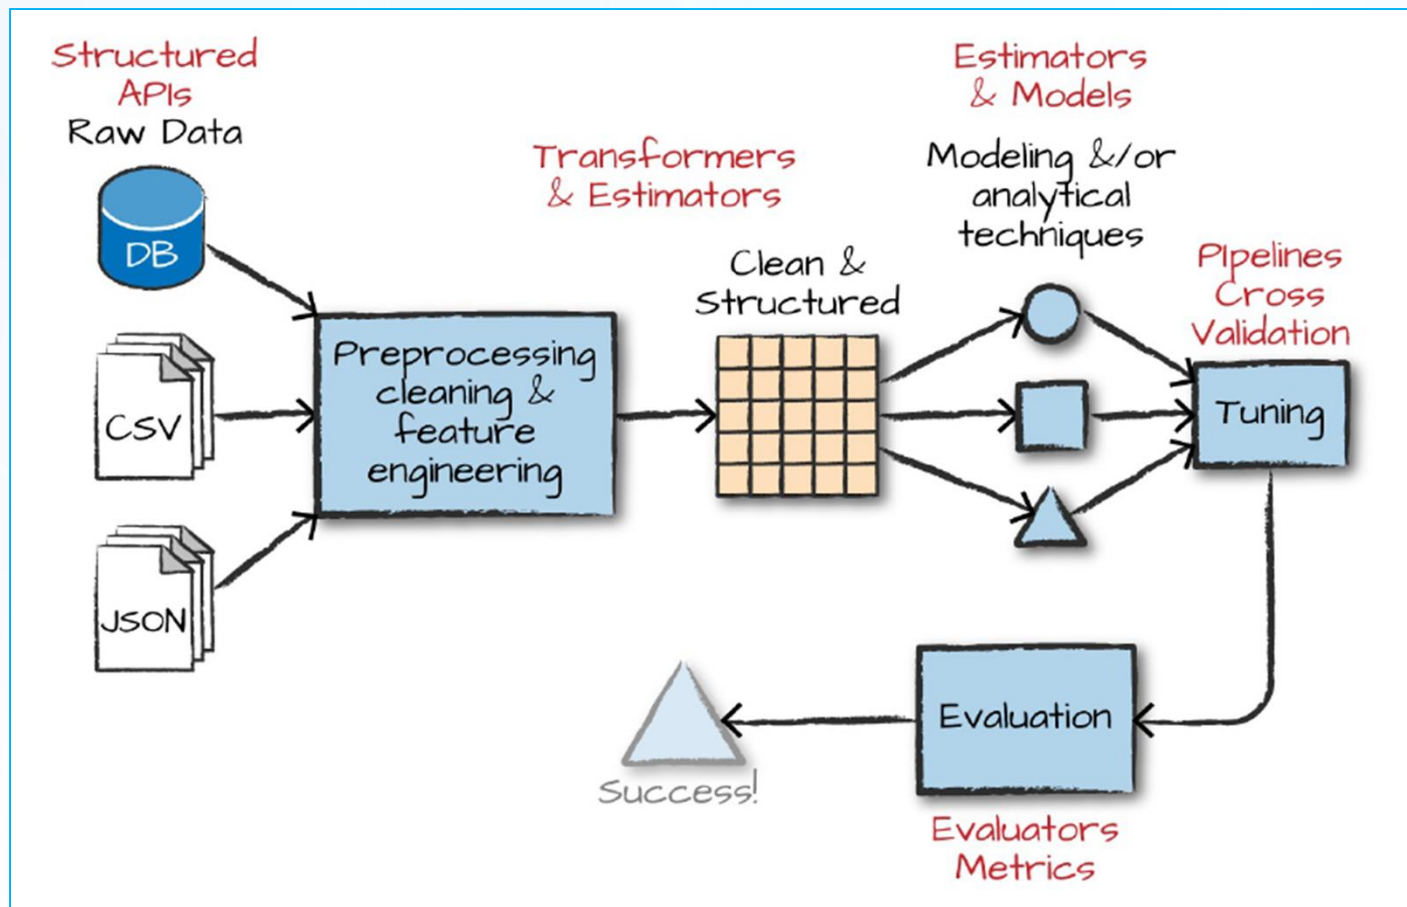 Structured
APIs
Raw Data
DB
CSV
JSON
Preprocessing
cleaning &
feature
engineering
Transformers
& Estimators
Clean &
Structured
Estimators
& Models
Modeling &/or
analytical
techniques
PIpelines
Cross
Validation
Tuning
Evaluation
Evaluators
Metrics
Success!